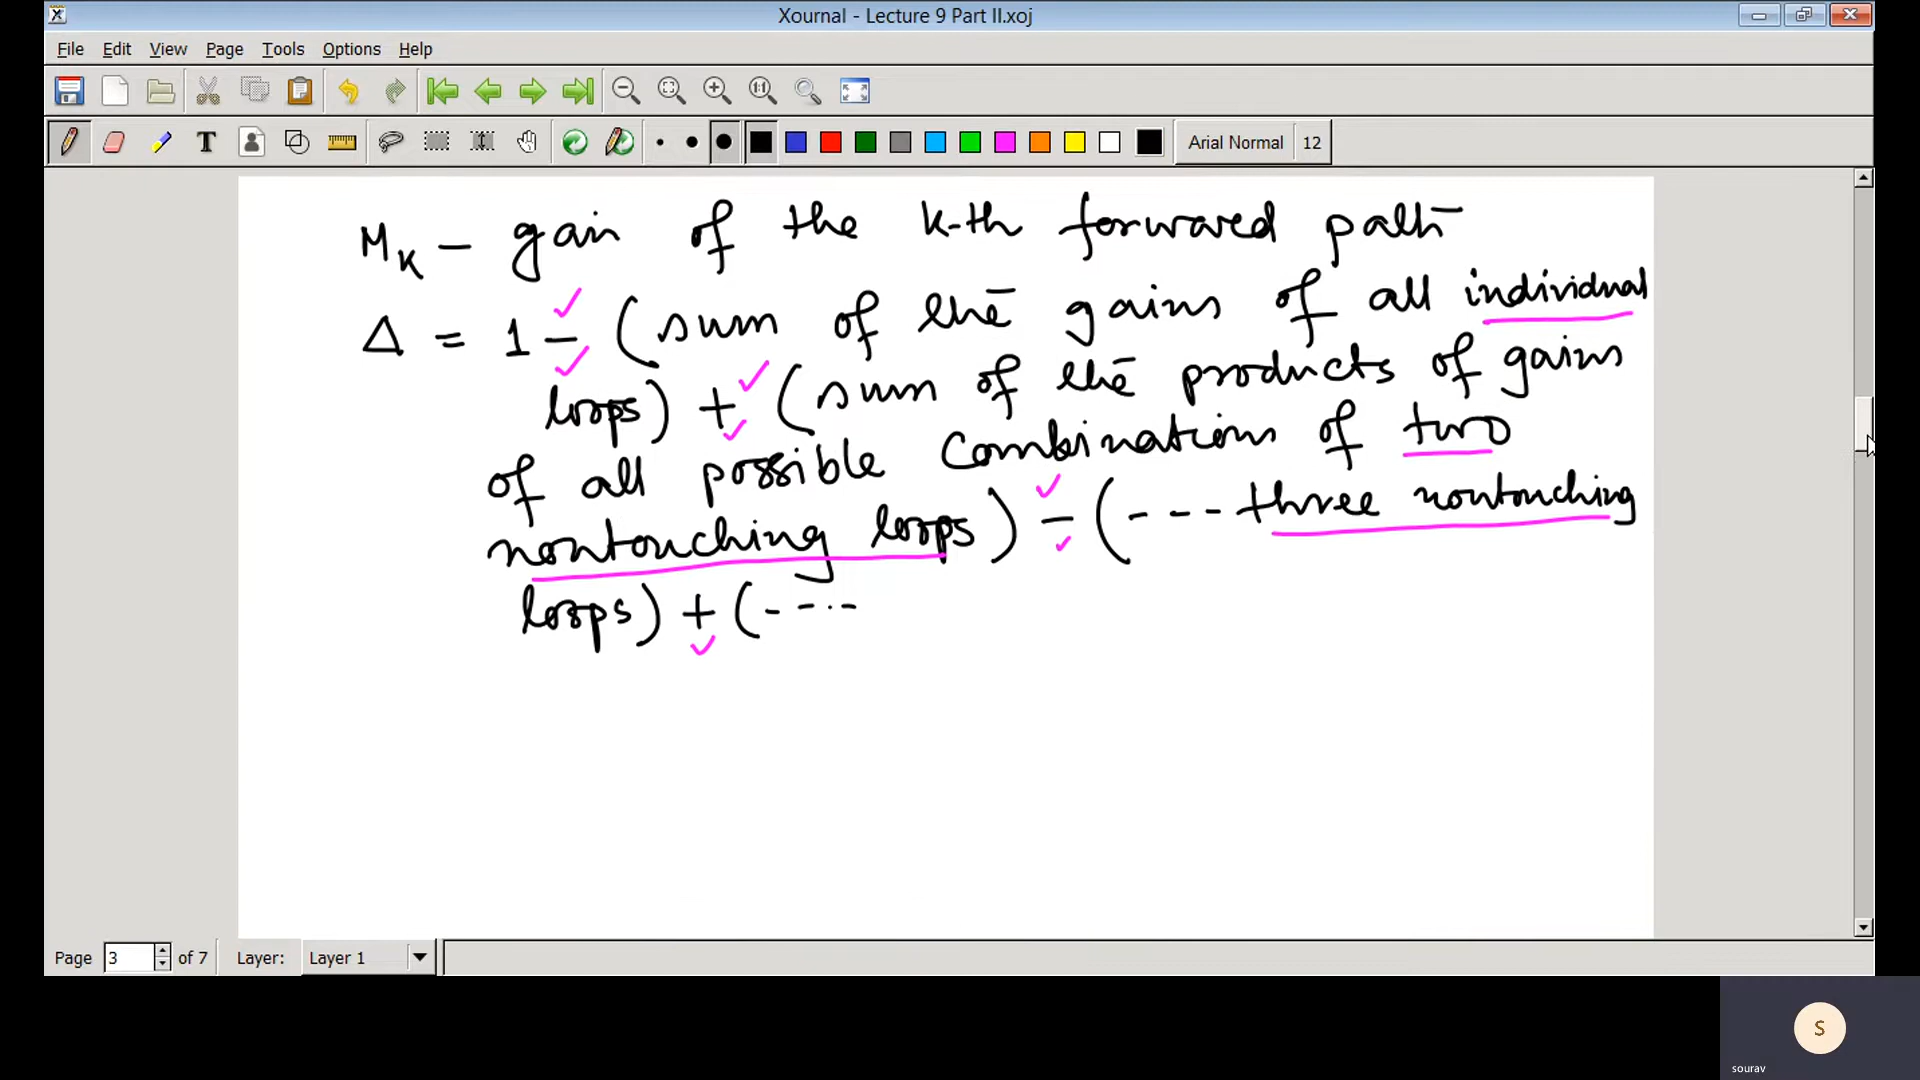 Xournal - Lecture 9 Part II.xoj
File Edit View Page Tools Options Help
Arial Normal 12
M_K - gain of the k-th forward path
Δ = 1 - (sum of the gains of all individual
loops) + (sum of the products of gains
of all possible combinations of two
nontouching loops) - (--- three nontouching
loops) + (-----
Page 3 of 7 Layer: Layer 1
S
sourav